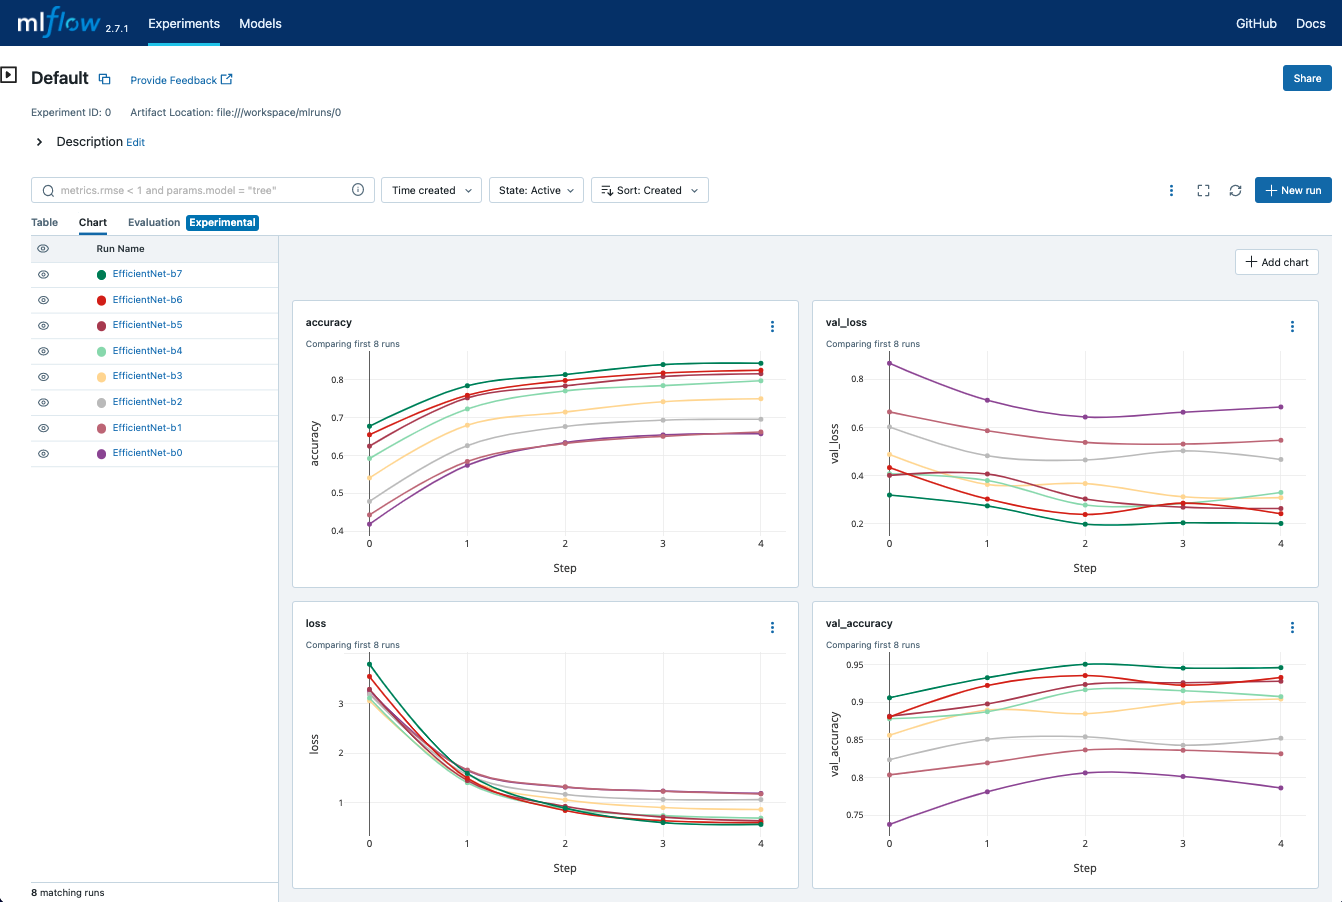 mlflow 2.7.1 Experiments Models GitHub Docs
Default Provide Feedback Share
Experiment ID: 0 Artifact Location: file:///workspace/mlruns/0
Description Edit
metrics.rmse < 1 and params.model = "tree" Time created State: Active Sort: Created New run
Table Chart Evaluation Experimental
Run Name
EfficientNet-b7
EfficientNet-b6
EfficientNet-b5
EfficientNet-b4
EfficientNet-b3
EfficientNet-b2
EfficientNet-b1
EfficientNet-b0
8 matching runs
Add chart
accuracy
Comparing first 8 runs
0.8
0.7
0.6
0.5
0.4
accuracy
0 1 2 3 4
Step
val_loss
Comparing first 8 runs
0.8
0.6
0.4
0.2
val_loss
0 1 2 3 4
Step
loss
Comparing first 8 runs
3
2
1
loss
0 1 2 3 4
Step
val_accuracy
Comparing first 8 runs
0.95
0.9
0.85
0.8
0.75
val_accuracy
0 1 2 3 4
Step